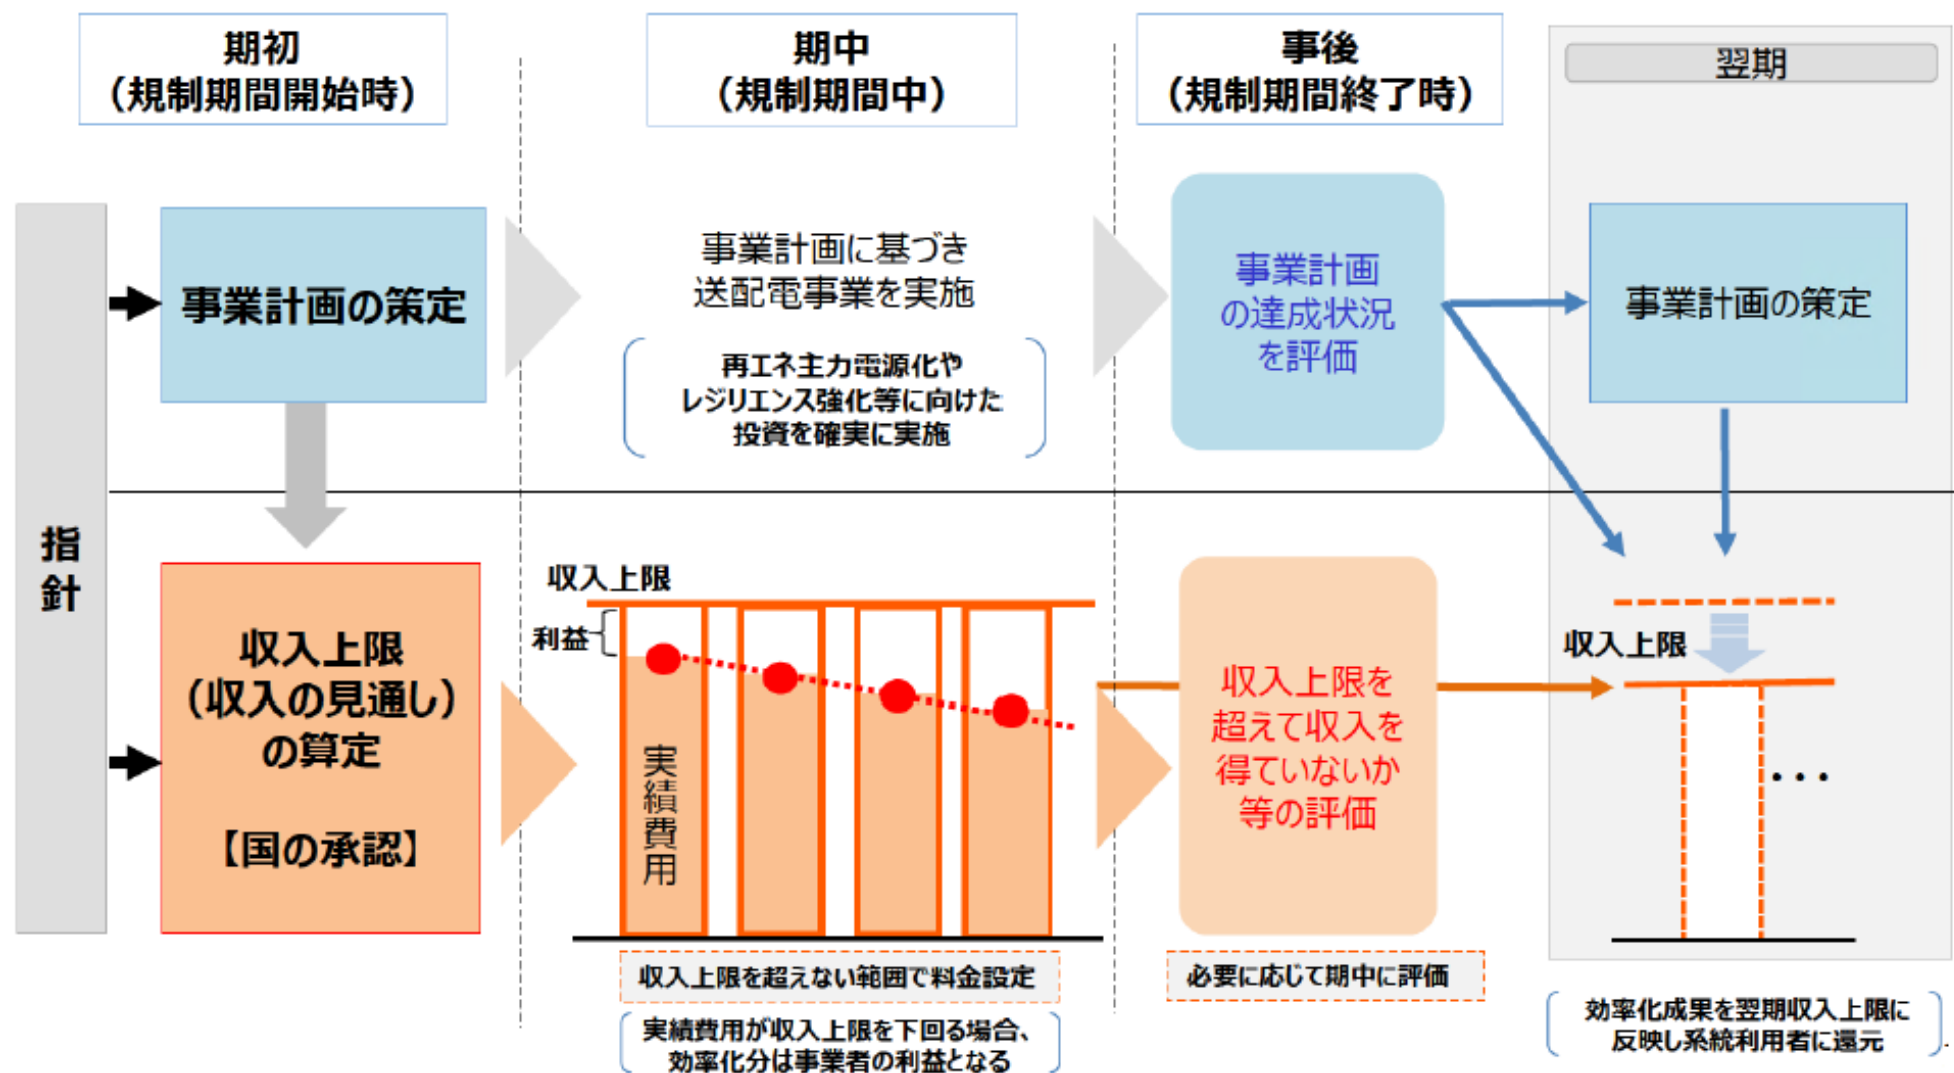 期初
（規制期間開始時）
期中
（規制期間中）
事後
（規制期間終了時）
翌期
指針
事業計画の策定
事業計画に基づき
送配電事業を実施
再エネ主力電源化や
レジリエンス強化等に向けた
投資を確実に実施
事業計画
の達成状況
を評価
事業計画の策定
収入上限
（収入の見通し）
の算定
【国の承認】
収入上限
利益
実績費用
収入上限を超えない範囲で料金設定
実績費用が収入上限を下回る場合、
効率化分は事業者の利益となる
収入上限を
超えて収入を
得ていないか
等の評価
必要に応じて期中に評価
収入上限
･･･
効率化成果を翌期収入上限に
反映し系統利用者に還元